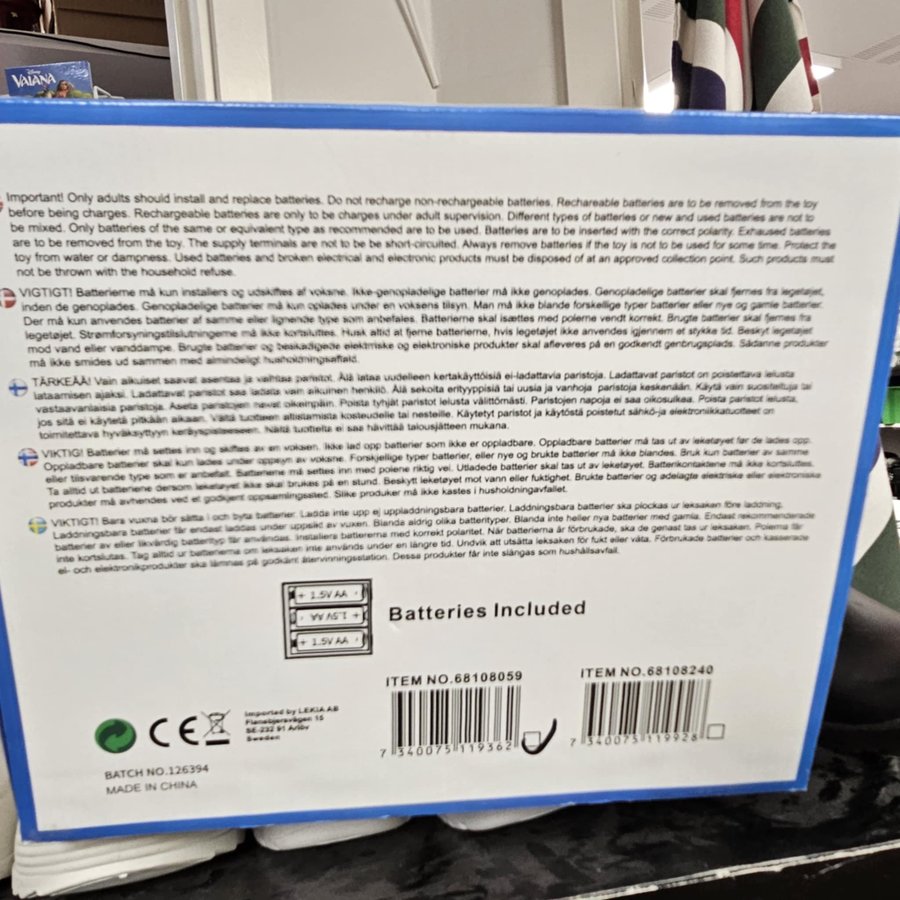 Disney
VAIANA
Important! Only adults should install and replace batteries. Do not recharge non-rechargeable batteries. Rechareable batteries are to be removed from the toy
before being charges. Rechargeable batteries are only to be charges under adult supervision. Different types of batteries or new and used batteries are not to
be mixed. Only batteries of the same or equivalent type as recommended are to be used. Batteries are to be inserted with the correct polarity. Exhaused batteries
are to be removed from the toy. The supply terminals are not to be be short-circuited. Always remove batteries if the toy is not to be used for some time. Protect the
toy from water or dampness. Used batteries and broken electrical and electronic products must be disposed of at an approved collection point. Such products must
not be thrown with the household refuse.
VIGTIGT! Batterierne må kun installers og udskiftes af voksne. Ikke-genopladelige batterier må ikke genoplades. Genopladelige batterier skal fjernes fra legetøjet,
inden de genoplades. Genopladelige batterier må kun oplades under en voksens tilsyn. Man må ikke blande forskellige typer batterier eller nye og gamle batterier.
Der må kun anvendes batterier af samme eller lignende type som anbefales. Batterierne skal isættes med polerne vendt korrekt. Brugte batterier skal fjernes fra
legetøjet. Strømforsyningstilslutningerne må ikke kortsluttes. Husk altid at fjerne batterierne, hvis legetøjet ikke anvendes igjennem et stykke tid. Beskyt legetøjet
mod vand eller vanddampe. Brugte batterier og beskadigede elektriske og elektroniske produkter skal afleveres på en godkendt genbrugsplads. Sådanne produkter
må ikke smides ud sammen med almindeligt husholdningsaffald.
TÄRKEÄÄ! Vain aikuiset saavat asentaa ja vaihtaa paristot. Älä lataa uudelleen kertakäyttöisiä ei-ladattavia paristoja. Ladattavat paristot on poistettava lelusta
lataamisen ajaksi. Ladattavat paristot saa ladata vain aikuinen henkilö. Älä sekoita erityyppisiä tai uusia ja vanhoja paristoja keskenään. Käytä vain suositeltuja tai
vastaavanlaisia paristoja. Aseta paristojen navat oikeinpäin. Poista tyhjät paristot lelusta välittömästi. Paristojen napoja ei saa oikosulkea. Poista paristot lelusta,
jos sitä ei käytetä pitkään aikaan. Vältä tuotteen altistamista kosteudelle tai nesteille. Käytetyt paristot ja käytöstä poistetut sähkö-ja elektroniikkatuotteet on
toimitettava hyväksyttyyn keräyspisteeseen. Näitä tuotteita ei saa hävittää talousjätteen mukana.
VIKTIG! Batterier må settes inn og skiftes av en voksen. Ikke lad opp batterier som ikke er oppladbare. Oppladbare batterier må tas ut av leketøyet før de lades opp.
Oppladbare batterier skal kun lades under oppsyn av voksne. Forskjellige typer batterier, eller nye og brukte batterier må ikke blandes. Bruk kun batterier av samme
eller tilsvarende type som er anbefalt. Batteriene må settes inn med polene riktig vei. Utladede batterier skal tas ut av leketøyet. Batterikontaktene må ikke kortsluttes.
Ta alltid ut batteriene dersom leketøyet ikke skal brukes på en stund. Beskytt leketøyet mot vann eller fuktighet. Brukte batterier og ødelagte elektriske eller elektroniske
produkter må avhendes ved et godkjent oppsamlingssted. Slike produkter må ikke kastes i husholdningavfallet.
VIKTIGT! Bara vuxna bör sätta i och byta batterier. Ladda inte upp ej uppladdningsbara batterier. Laddningsbara batterier ska plockas ur leksaken före laddning.
Laddningsbara batterier får endast laddas under uppsikt av vuxen. Blanda aldrig olika batterityper. Blanda inte heller nya batterier med gamla. Endast rekommenderade
batterier av eller likvärdig batterityp får användas. Installera batterierna med korrekt polaritet. När batterierna är förbrukade, ska de genast tas ur leksaken. Polerna får
inte kortslutas. Tag alltid ur batterierna om leksaken inte används under en längre tid. Undvik att utsätta leksaken för fukt eller väta. Förbrukade batterier och kasserade
el- och elektronikprodukter ska lämnas på godkänt återvinningsstation. Dessa produkter får inte slängas som hushållsavfall.
+ 1.5V AA -
- 1.5V AA +
+ 1.5V AA -
Batteries Included
ITEM NO.68108059
7 340075 119362
ITEM NO.68108240
7 340075 119928
CE
Imported by LEKIA AB
Flensbjersvägen 15
SE-232 91 Arlöv
Sweden
BATCH NO.126394
MADE IN CHINA